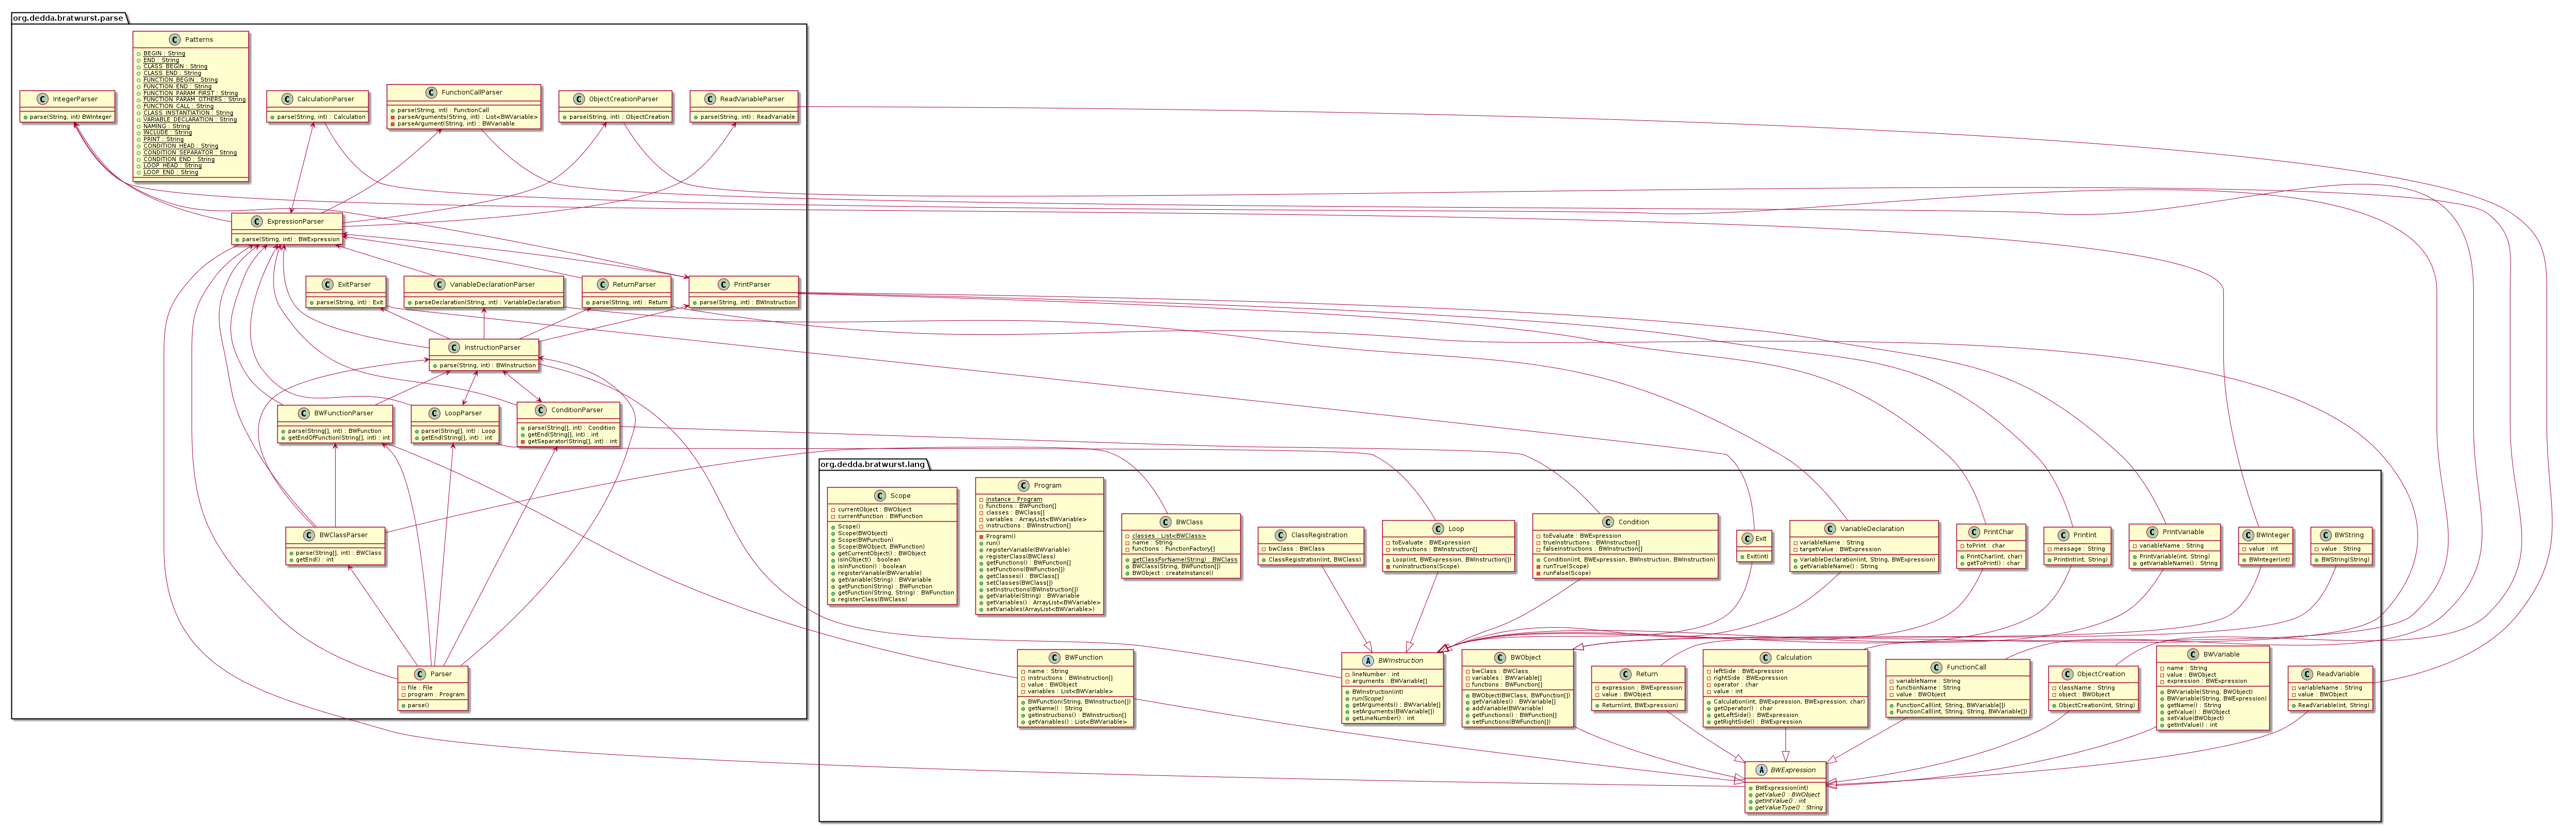 org.dedda.bratwurst.parse
Patterns
BEGIN : String
END : String
CLASS_BEGIN : String
CLASS_END : String
FUNCTION_BEGIN : String
FUNCTION_END : String
FUNCTION_PARAM_FIRST : String
FUNCTION_PARAM_OTHERS : String
FUNCTION_CALL : String
CLASS_INSTANTIATION : String
VARIABLE_DECLARATION : String
NAMING : String
INCLUDE : String
PRINT : String
CONDITION_HEAD : String
CONDITION_SEPARATOR : String
CONDITION_END : String
LOOP_HEAD : String
LOOP_END : String
IntegerParser
parse(String, int) BWInteger
CalculationParser
parse(String, int) : Calculation
FunctionCallParser
parse(String, int) : FunctionCall
parseArguments(String, int) : List<BWVariable>
parseArgument(String, int) : BWVariable
ObjectCreationParser
parse(String, int) : ObjectCreation
ReadVariableParser
parse(String, int) : ReadVariable
ExpressionParser
parse(Stirng, int) : BWExpression
ExitParser
parse(String, int) : Exit
VariableDeclarationParser
parseDeclaration(String, int) : VariableDeclaration
ReturnParser
parse(String, int) : Return
PrintParser
parse(String, int) : BWInstruction
InstructionParser
parse(String, int) : BWInstruction
BWFunctionParser
parse(String[], int) : BWFunction
getEndOfFunction(String[], int) : int
LoopParser
parse(String[], int) : Loop
getEnd(String[], int) : int
ConditionParser
parse(String[], int) : Condition
getEnd(String[], int) : int
getSeparator(String[], int) : int
BWClassParser
parse(String[], int) : BWClass
getEnd() : int
Parser
file : File
program : Program
parse()
org.dedda.bratwurst.lang
Scope
currentObject : BWObject
currentFunction : BWFunction
Scope()
Scope(BWObject)
Scope(BWFunction)
Scope(BWObject, BWFunction)
getCurrentObject() : BWObject
isInObject() : boolean
isInFunction() : boolean
registerVariable(BWVariable)
getVariable(String) : BWVariable
getFunction(String) : BWFunction
getFunction(String, String) : BWFunction
registerClass(BWClass)
Program
instance : Program
functions : BWFunction[]
classes : BWClass[]
variables : ArrayList<BWVariable>
instructions : BWInstruction[]
Program()
run()
registerVariable(BWVariable)
registerClass(BWClass)
getFunctions() : BWFunction[]
setFunctions(BWFunction[])
getClasses() : BWClass[]
setClasses(BWClass[])
setInstructions(BWInstruction[])
getVariable(String) : BWVariable
getVariables() : ArrayList<BWVariable>
setVariables(ArrayList<BWVariable>)
BWClass
classes : List<BWClass>
name : String
functions : FunctionFactory[]
getClassForName(String) : BWClass
BWClass(String, BWFunction[])
BWObject : createInstance()
ClassRegistration
bwClass : BWClass
ClassRegistration(int, BWClass)
Loop
toEvaluate : BWExpression
instructions : BWInstruction[]
Loop(int, BWExpression, BWInstruction[])
runInstructions(Scope)
Condition
toEvaluate : BWExpression
trueInstructions : BWInstruction[]
falseInstructions : BWInstruction[]
Condition(int, BWExpression, BWInstruction, BWInstruction)
runTrue(Scope)
runFalse(Scope)
Exit
Exit(int)
VariableDeclaration
variableName : String
targetValue : BWExpression
VariableDeclaration(int, String, BWExpression)
getVariableName() : String
PrintChar
toPrint : char
PrintChar(int, char)
getToPrint() : char
PrintInt
message : String
PrintInt(int, String)
PrintVariable
variableName : String
PrintVariable(int, String)
getVariableName() : String
BWInteger
value : int
BWInteger(int)
BWString
value : String
BWString(String)
BWFunction
name : String
instructions : BWInstruction[]
value : BWObject
variables : List<BWVariable>
BWFunction(String, BWInstruction[])
getName() : String
getInstructions() : BWInstruction[]
getVariables() : List<BWVariable>
BWInstruction
lineNumber : int
arguments : BWVariable[]
BWInstruction(int)
run(Scope)
getArguments() : BWVariable[]
setArguments(BWVariable[])
getLineNumber() : int
BWObject
bwClass : BWClass
variables : BWVariable[]
functions : BWFunction[]
BWObject(BWClass, BWFunction[])
getVariables() : BWVariable[]
addVariable(BWVariable)
getFunctions() : BWFunction[]
setFunctions(BWFunction[])
Return
expression : BWExpression
value : BWObject
Return(int, BWExpression)
Calculation
leftSide : BWExpression
rightSide : BWExpression
operator : char
value : int
Calculation(int, BWExpression, BWExpression, char)
getOperator() : char
getLeftSide() : BWExpression
getRightSide() : BWExpression
FunctionCall
variableName : String
functionName : String
value : BWObject
FunctionCall(int, String, BWVariable[])
FunctionCall(int, String, String, BWVariable[])
ObjectCreation
className : String
object : BWObject
ObjectCreation(int, String)
BWVariable
name : String
value : BWObject
expression : BWExpression
BWVariable(String, BWObject)
BWVariable(String, BWExpression)
getName() : String
getValue() : BWObject
setValue(BWObject)
getIntValue() : int
ReadVariable
variableName : String
value : BWObject
ReadVariable(int, String)
BWExpression
BWExpression(int)
getValue() : BWObject
getIntValue() : int
getValueType() : String